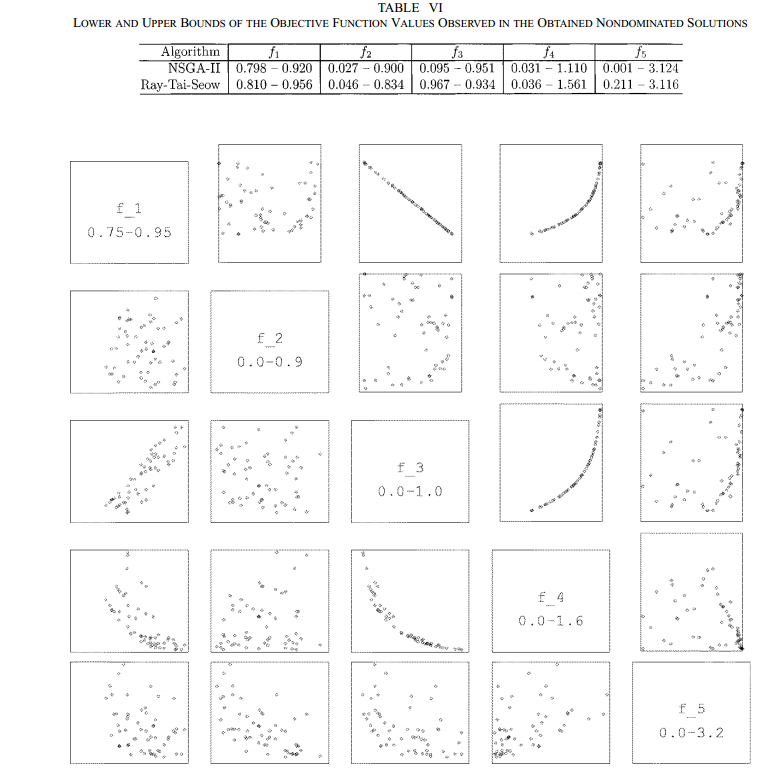 TABLE VI
LOWER AND UPPER BOUNDS OF THE OBJECTIVE FUNCTION VALUES OBSERVED IN THE OBTAINED NONDOMINATED SOLUTIONS
Algorithm f₁ f₂ f₃ f₄ f₅
NSGA-II 0.798 – 0.920 0.027 – 0.900 0.095 – 0.951 0.031 – 1.110 0.001 – 3.124
Ray-Tai-Seow 0.810 – 0.956 0.046 – 0.834 0.967 – 0.934 0.036 – 1.561 0.211 – 3.116
f_1
0.75-0.95
f_2
0.0-0.9
f_3
0.0-1.0
f_4
0.0-1.6
f_5
0.0-3.2